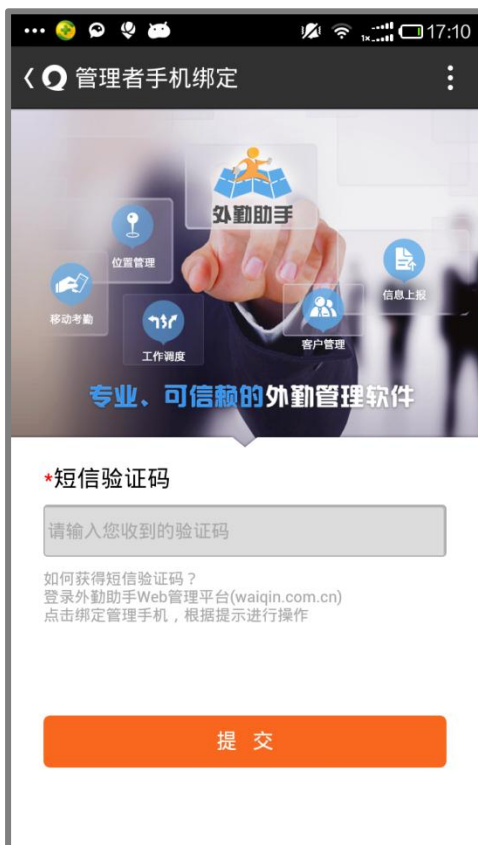 17:10
管理者手机绑定
外勤助手
位置管理
移动考勤
信息上报
工作调度
客户管理
专业、可信赖的外勤管理软件
*短信验证码
请输入您收到的验证码
如何获得短信验证码？
登录外勤助手Web管理平台(waiqin.com.cn)
点击绑定管理手机，根据提示进行操作
提 交